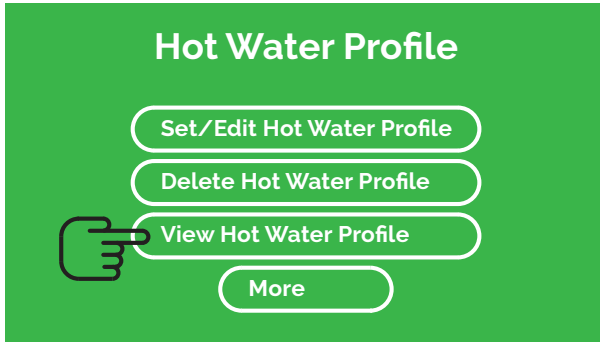 Hot Water Profile
Set/Edit Hot Water Profile
Delete Hot Water Profile
View Hot Water Profile
More